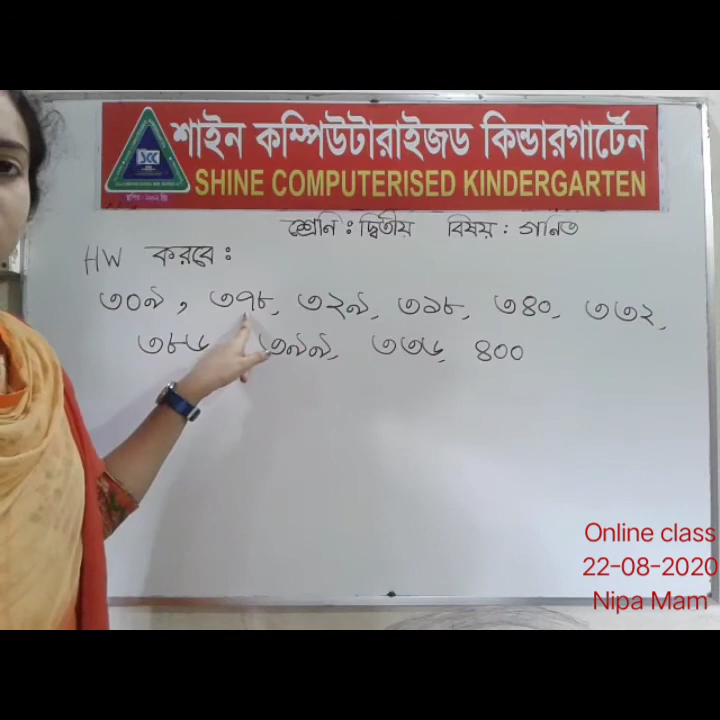 শাইন কম্পিউটারাইজড কিন্ডারগার্টেন
SHINE COMPUTERISED KINDERGARTEN
শ্রেনি : দ্বিতীয় বিষয় : গনিত
HW করবে :
৩০৯, ৩৭৮, ৩২৯, ৩১৮, ৩৪০, ৩৩২,
৩৮৬ ৩৯৯, ৩৩৬, ৪০০
Online class
22-08-2020
Nipa Mam